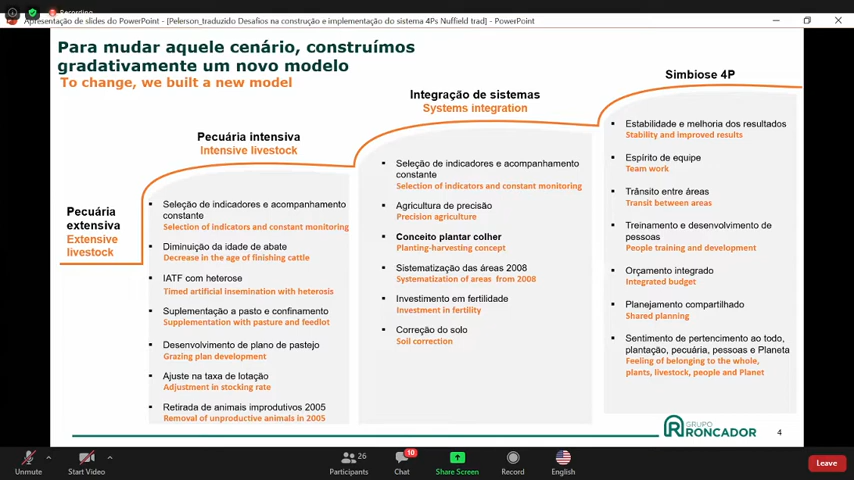 Recording
Apresentação de slides do PowerPoint - [Pelerson_traduzido Desafios na construção e implementação do sistema 4Ps Nuffield trad] - PowerPoint
Para mudar aquele cenário, construímos
gradativamente um novo modelo
To change, we built a new model
Pecuária
extensiva
Extensive
livestock
Pecuária intensiva
Intensive livestock
Seleção de indicadores e acompanhamento
constante
Selection of indicators and constant monitoring
Diminuição da idade de abate
Decrease in the age of finishing cattle
IATF com heterose
Timed artificial insemination with heterosis
Suplementação a pasto e confinamento
Supplementation with pasture and feedlot
Desenvolvimento de plano de pastejo
Grazing plan development
Ajuste na taxa de lotação
Adjustment in stocking rate
Retirada de animais improdutivos 2005
Removal of unproductive animals in 2005
Integração de sistemas
Systems integration
Seleção de indicadores e acompanhamento
constante
Selection of indicators and constant monitoring
Agricultura de precisão
Precision agriculture
Conceito plantar colher
Planting-harvesting concept
Sistematização das áreas 2008
Systematization of areas from 2008
Investimento em fertilidade
Investment in fertility
Correção do solo
Soil correction
Simbiose 4P
Estabilidade e melhoria dos resultados
Stability and improved results
Espírito de equipe
Team work
Trânsito entre áreas
Transit between areas
Treinamento e desenvolvimento de
pessoas
People training and development
Orçamento integrado
Integrated budget
Planejamento compartilhado
Shared planning
Sentimento de pertencimento ao todo,
plantação, pecuária, pessoas e Planeta
Feeling of belonging to the whole,
plants, livestock, people and Planet
GRUPO
RONCADOR
4
Unmute
Start Video
26
Participants
10
Chat
Share Screen
Record
English
Leave